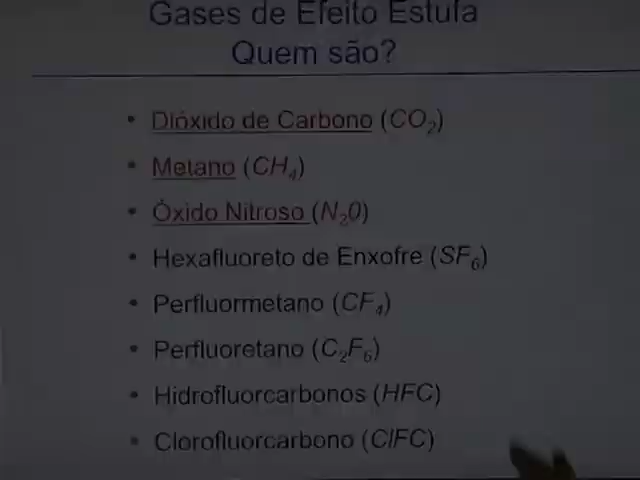 Gases de Efeito Estufa
Quem são?
• Dióxido de Carbono (CO₂)
• Metano (CH₄)
• Óxido Nitroso (N₂0)
• Hexafluoreto de Enxofre (SF₆)
• Perfluormetano (CF₄)
• Perfluoretano (C₂F₆)
• Hidrofluorcarbonos (HFC)
• Clorofluorcarbono (ClFC)